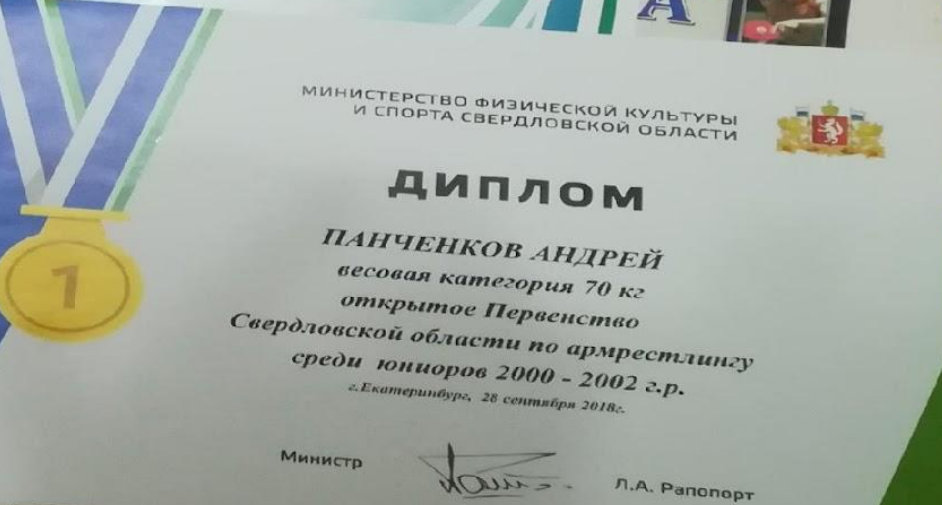 А
МИНИСТЕРСТВО ФИЗИЧЕСКОЙ КУЛЬТУРЫ
И СПОРТА СВЕРДЛОВСКОЙ ОБЛАСТИ
ДИПЛОМ
ПАНЧЕНКОВ АНДРЕЙ
весовая категория 70 кг
открытое Первенство
Свердловской области по армрестлингу
среди юниоров 2000 - 2002 г.р.
г.Екатеринбург, 28 сентября 2018г.
1
Министр
Л.А. Рапопорт